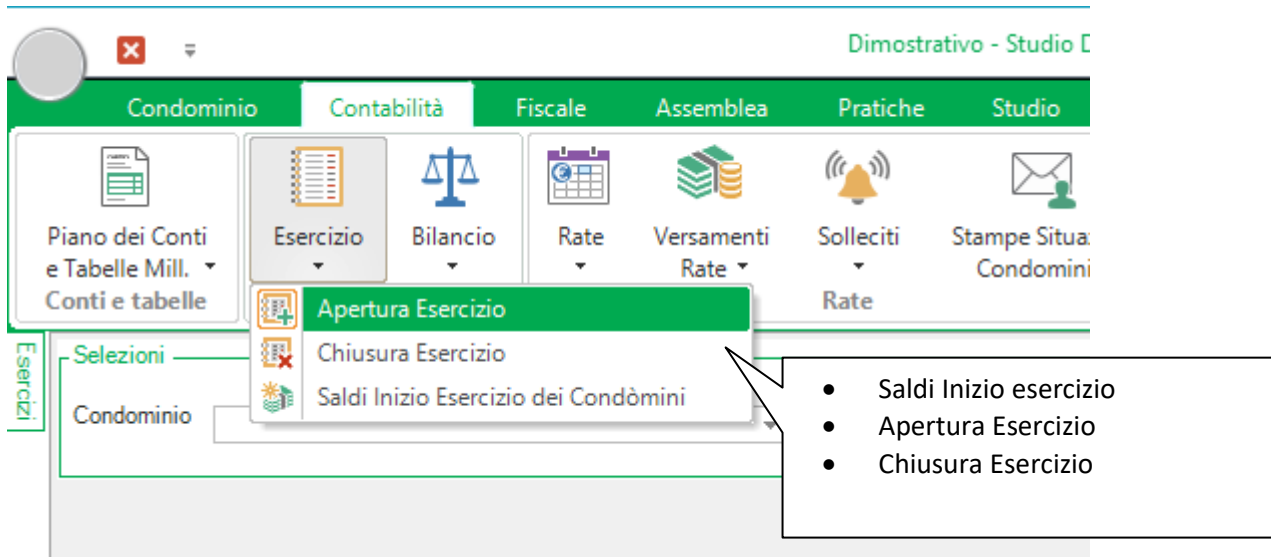 Dimostrativo - Studio
Condominio Contabilità Fiscale Assemblea Pratiche Studio
Piano dei Conti Esercizio Bilancio Rate Versamenti Solleciti Stampe
e Tabelle Mill. Rate Condomini
Conti e tabelle Rate
Apertura Esercizio
Chiusura Esercizio
Saldi Inizio Esercizio dei Condòmini
Esercizi
Selezioni
Condominio
• Saldi Inizio esercizio
• Apertura Esercizio
• Chiusura Esercizio